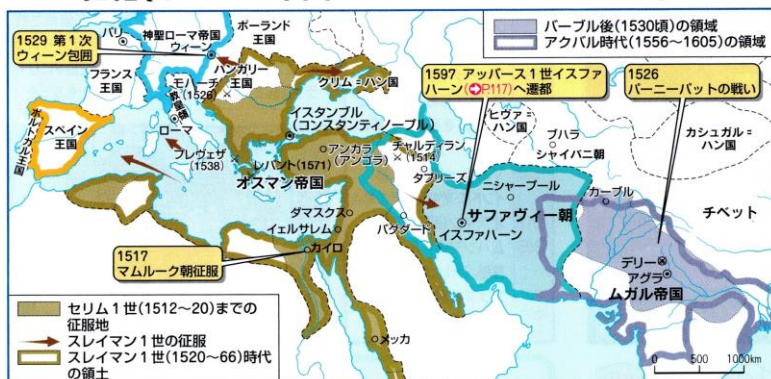 1529 第1次
ウィーン包囲
パリ
神聖ローマ帝国
ウィーン
ポーランド
王国
フランス
王国
モハーチ
(1526)
ハンガリー
王国
教皇領
ローマ
クリム=ハン国
ポルトガル王国
スペイン
王国
プレヴェザ
(1538)
レパント(1571)
イスタンブル
(コンスタンティノープル)
アンカラ
(アンゴラ)
チャルディラン
(1514)
タブリーズ
オスマン帝国
ダマスクス
イェルサレム
カイロ
バグダード
メッカ
1517
マムルーク朝征服
1597 アッバース1世イスファ
ハーン(➲P.117)へ遷都
ヒヴァ=
ハン国
ブハラ
シャイバニ朝
ニシャープール
サファヴィー朝
イスファハーン
バーブル後(1530頃)の領域
アクバル時代(1556〜1605)の領域
1526
パーニーパットの戦い
カシュガル=
ハン国
カーブル
チベット
デリー
アグラ
ムガル帝国
セリム1世(1512〜20)までの
征服地
スレイマン1世の征服
スレイマン1世(1520〜66)時代
の領土
0 500 1000km